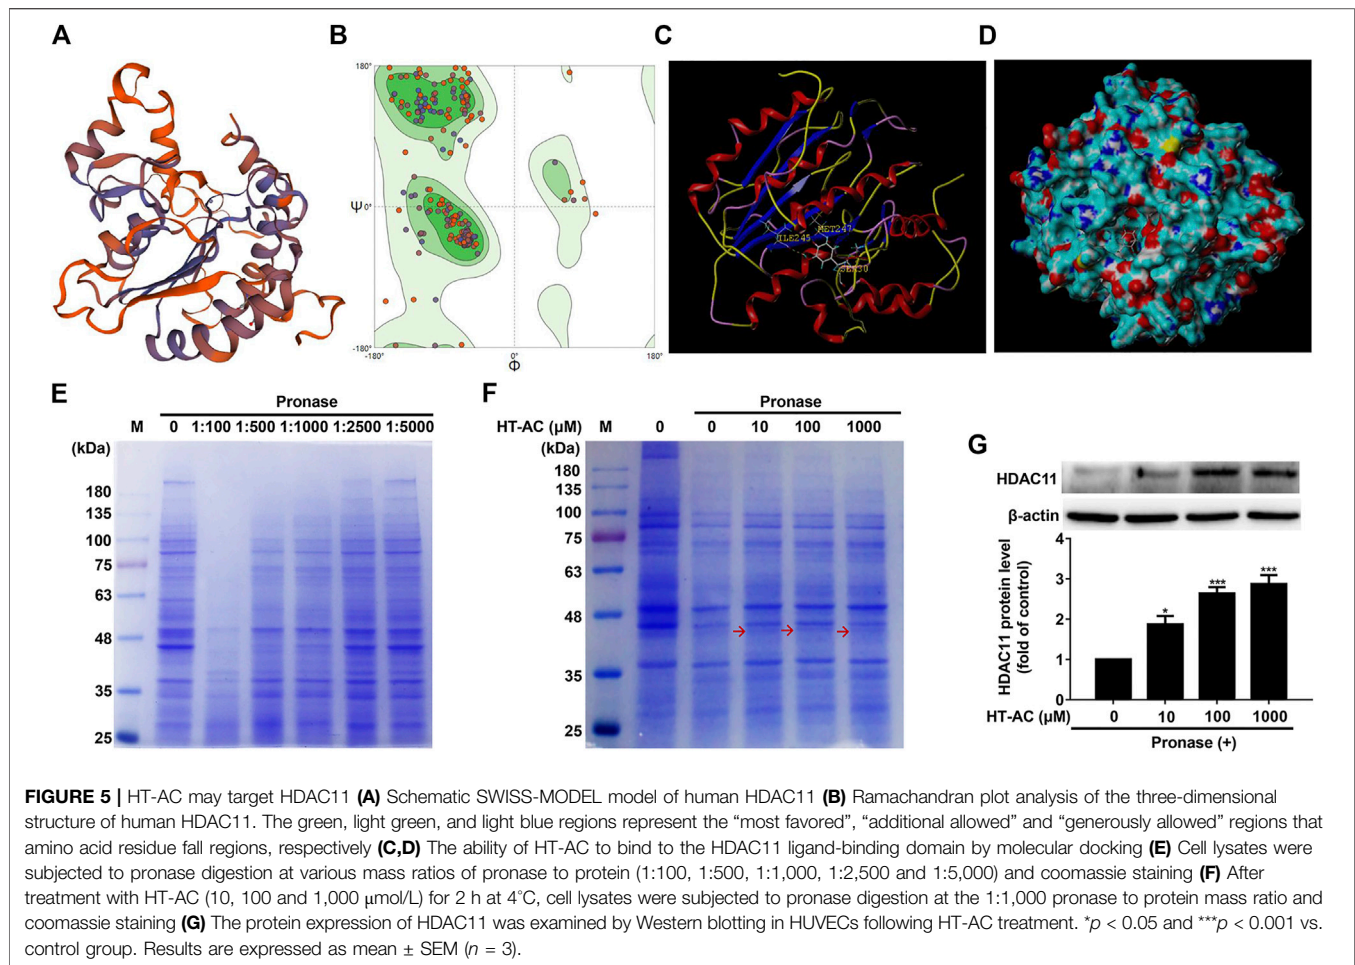 A
B
C
D
180°
Ψ 0°
-180°
-180°
0°
180°
Φ
ILE245
MET247
SER30
E
Pronase
M 0 1:100 1:500 1:1000 1:2500 1:5000
(kDa)
180
135
100
75
63
48
35
25
F
Pronase
HT-AC (μM) M 0 0 10 100 1000
(kDa)
180
135
100
75
63
48
35
25
G
HDAC11
β-actin
HDAC11 protein level
(fold of control)
4
3
2
1
0
*
***
***
HT-AC (μM) 0 10 100 1000
Pronase (+)
FIGURE 5 | HT-AC may target HDAC11 (A) Schematic SWISS-MODEL model of human HDAC11 (B) Ramachandran plot analysis of the three-dimensional
structure of human HDAC11. The green, light green, and light blue regions represent the “most favored”, “additional allowed” and “generously allowed” regions that
amino acid residue fall regions, respectively (C,D) The ability of HT-AC to bind to the HDAC11 ligand-binding domain by molecular docking (E) Cell lysates were
subjected to pronase digestion at various mass ratios of pronase to protein (1:100, 1:500, 1:1,000, 1:2,500 and 1:5,000) and coomassie staining (F) After
treatment with HT-AC (10, 100 and 1,000 μmol/L) for 2 h at 4°C, cell lysates were subjected to pronase digestion at the 1:1,000 pronase to protein mass ratio and
coomassie staining (G) The protein expression of HDAC11 was examined by Western blotting in HUVECs following HT-AC treatment. *p < 0.05 and ***p < 0.001 vs.
control group. Results are expressed as mean ± SEM (n = 3).